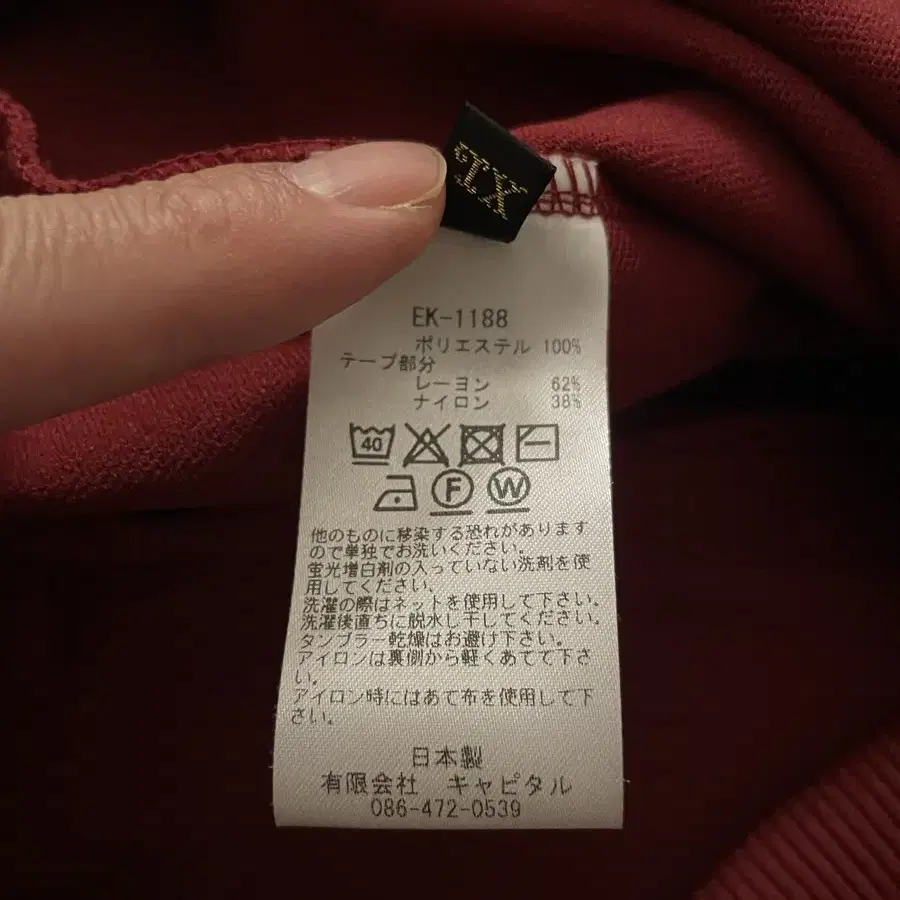 XL
EK-1188
ポリエステル 100%
テープ部分
レーヨン 62%
ナイロン 38%
40
F W
他のものに移染する恐れがあります
ので単独でお洗いください。
蛍光増白剤の入っていない洗剤を使
用してください。
洗濯の際はネットを使用して下さい。
洗濯後直ちに脱水し干してください。
タンブラー乾燥はお避け下さい。
アイロンは裏側から軽くあてて下さ
い。
アイロン時にはあて布を使用して下
さい。
日本製
有限会社 キャピタル
086-472-0539